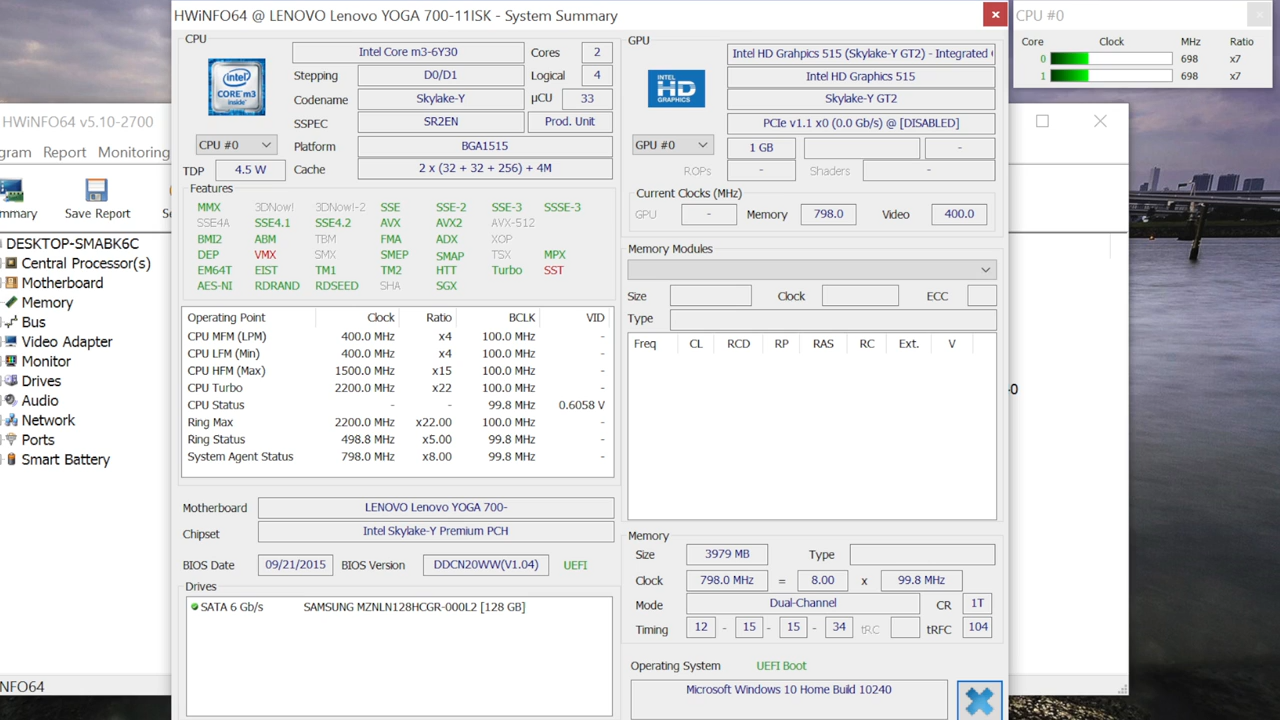 HWiNFO64 @ LENOVO Lenovo YOGA 700-11ISK - System Summary
CPU #0
Core Clock MHz Ratio
0 698 x7
1 698 x7
HWiNFO64 v5.10-2700
gram Report Monitoring
mmary Save Report Se
DESKTOP-SMABK6C
Central Processor(s)
Motherboard
Memory
Bus
Video Adapter
Monitor
Drives
Audio
Network
Ports
Smart Battery
NFO64
CPU
intel CORE m3 inside
Intel Core m3-6Y30 Cores 2
Stepping D0/D1 Logical 4
Codename Skylake-Y µCU 33
SSPEC SR2EN Prod. Unit
CPU #0 Platform BGA1515
TDP 4.5 W Cache 2 x (32 + 32 + 256) + 4M
Features
MMX 3DNow! 3DNow!-2 SSE SSE-2 SSE-3 SSSE-3
SSE4A SSE4.1 SSE4.2 AVX AVX2 AVX-512
BMI2 ABM TBM FMA ADX XOP
DEP VMX SMX SMEP SMAP TSX MPX
EM64T EIST TM1 TM2 HTT Turbo SST
AES-NI RDRAND RDSEED SHA SGX
Operating Point Clock Ratio BCLK VID
CPU MFM (LPM) 400.0 MHz x4 100.0 MHz -
CPU LFM (Min) 400.0 MHz x4 100.0 MHz -
CPU HFM (Max) 1500.0 MHz x15 100.0 MHz -
CPU Turbo 2200.0 MHz x22 100.0 MHz -
CPU Status - - 99.8 MHz 0.6058 V
Ring Max 2200.0 MHz x22.00 100.0 MHz -
Ring Status 498.8 MHz x5.00 99.8 MHz -
System Agent Status 798.0 MHz x8.00 99.8 MHz -
Motherboard LENOVO Lenovo YOGA 700-
Chipset Intel Skylake-Y Premium PCH
BIOS Date 09/21/2015 BIOS Version DDCN20WW(V1.04) UEFI
Drives
SATA 6 Gb/s SAMSUNG MZNLN128HCGR-000L2 [128 GB]
GPU
INTEL HD GRAPHICS
Intel HD Grahpics 515 (Skylake-Y GT2) - Integrated
Intel HD Graphics 515
Skylake-Y GT2
PCIe v1.1 x0 (0.0 Gb/s) @ [DISABLED]
GPU #0 1 GB -
ROPs - Shaders -
Current Clocks (MHz)
GPU - Memory 798.0 Video 400.0
Memory Modules
Size Clock ECC
Type
Freq CL RCD RP RAS RC Ext. V
Memory
Size 3979 MB Type
Clock 798.0 MHz = 8.00 x 99.8 MHz
Mode Dual-Channel CR 1T
Timing 12 - 15 - 15 - 34 tRC tRFC 104
Operating System UEFI Boot
Microsoft Windows 10 Home Build 10240
-0